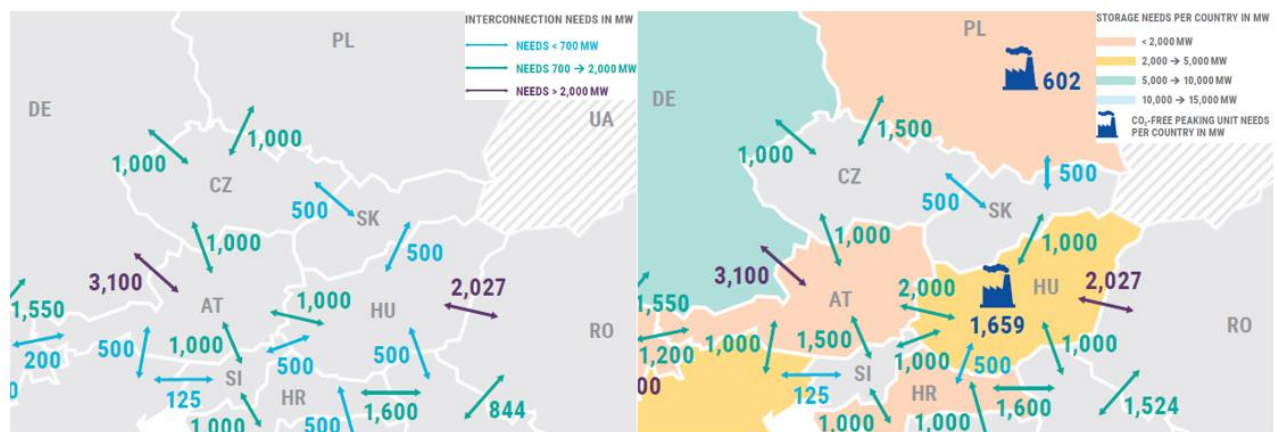 INTERCONNECTION NEEDS IN MW
NEEDS < 700 MW
NEEDS 700 → 2,000 MW
NEEDS > 2,000 MW
PL
DE
UA
1,000
1,000
CZ
500
SK
1,000
500
3,100
2,027
1,550
AT
1,000
HU
RO
200
500
1,000
500
500
SI
125
HR
1,600
844
1,000
500
0
STORAGE NEEDS PER COUNTRY IN MW
< 2,000 MW
2,000 → 5,000 MW
5,000 → 10,000 MW
10,000 → 15,000 MW
CO₂-FREE PEAKING UNIT NEEDS
PER COUNTRY IN MW
PL
602
DE
1,500
1,000
CZ
500
500
SK
1,000
1,000
3,100
HU
2,027
2,000
1,550
AT
1,659
RO
1,200
1,000
1,500
1,000
500
1,000
00
SI
125
HR
1,600
1,524
1,000
1,000